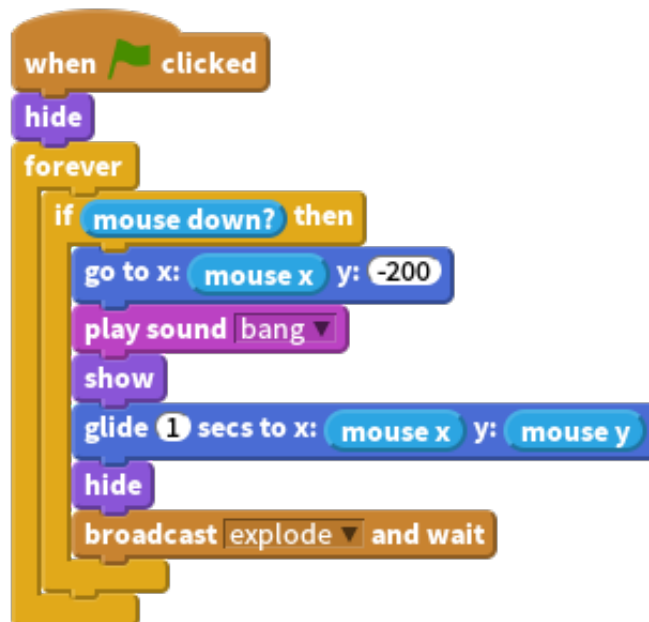 when clicked
hide
forever
if mouse down? then
go to x: mouse x y: -200
play sound bang
show
glide 1 secs to x: mouse x y: mouse y
hide
broadcast explode and wait